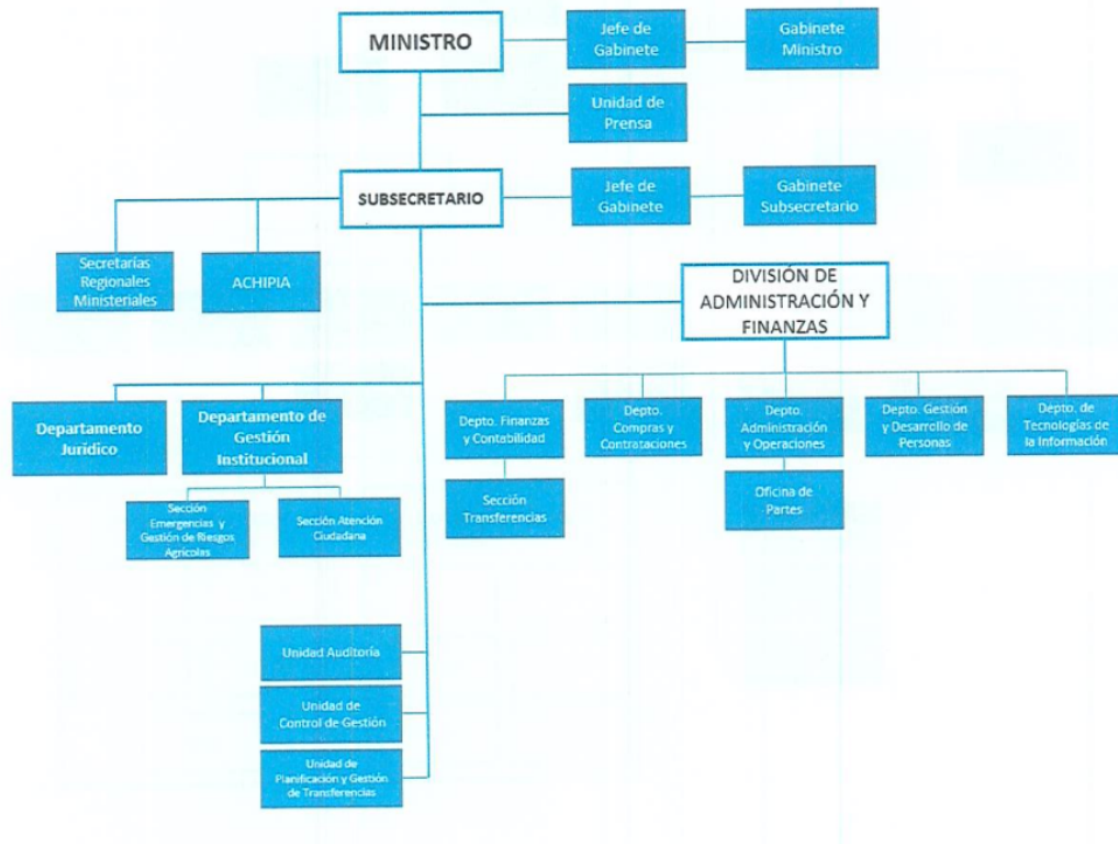 MINISTRO
Jefe de
Gabinete
Gabinete
Ministro
Unidad de
Prensa
SUBSECRETARIO
Jefe de
Gabinete
Gabinete
Subsecretario
Secretarías
Regionales
Ministeriales
ACHIPIA
DIVISIÓN DE
ADMINISTRACIÓN Y
FINANZAS
Departamento
Jurídico
Departamento de
Gestión
Institucional
Depto. Finanzas
y Contabilidad
Depto.
Compras y
Contrataciones
Depto.
Administración
y Operaciones
Depto. Gestión
y Desarrollo de
Personas
Depto. de
Tecnologías de
la Información
Sección
Emergencias y
Gestión de Riesgos
Agrícolas
Sección Atención
Ciudadana
Sección
Transferencias
Oficina de
Partes
Unidad Auditoría
Unidad de
Control de Gestión
Unidad de
Planificación y Gestión
de Transferencias